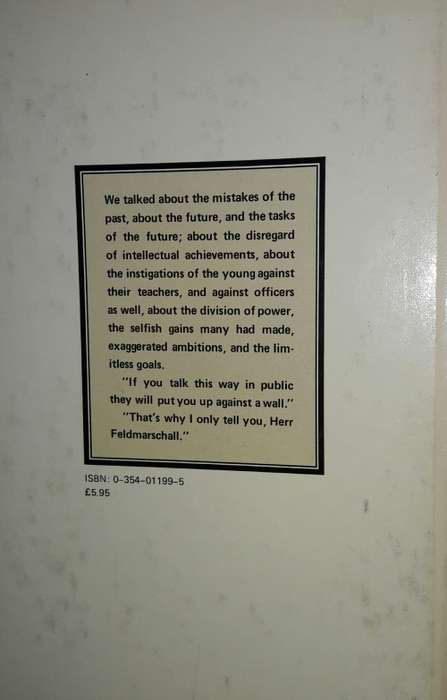 We talked about the mistakes of the
past, about the future, and the tasks
of the future; about the disregard
of intellectual achievements, about
the instigations of the young against
their teachers, and against officers
as well, about the division of power,
the selfish gains many had made,
exaggerated ambitions, and the lim-
itless goals.
"If you talk this way in public
they will put you up against a wall."
"That's why I only tell you, Herr
Feldmarschall."
ISBN: 0-354-01199-5
£5.95